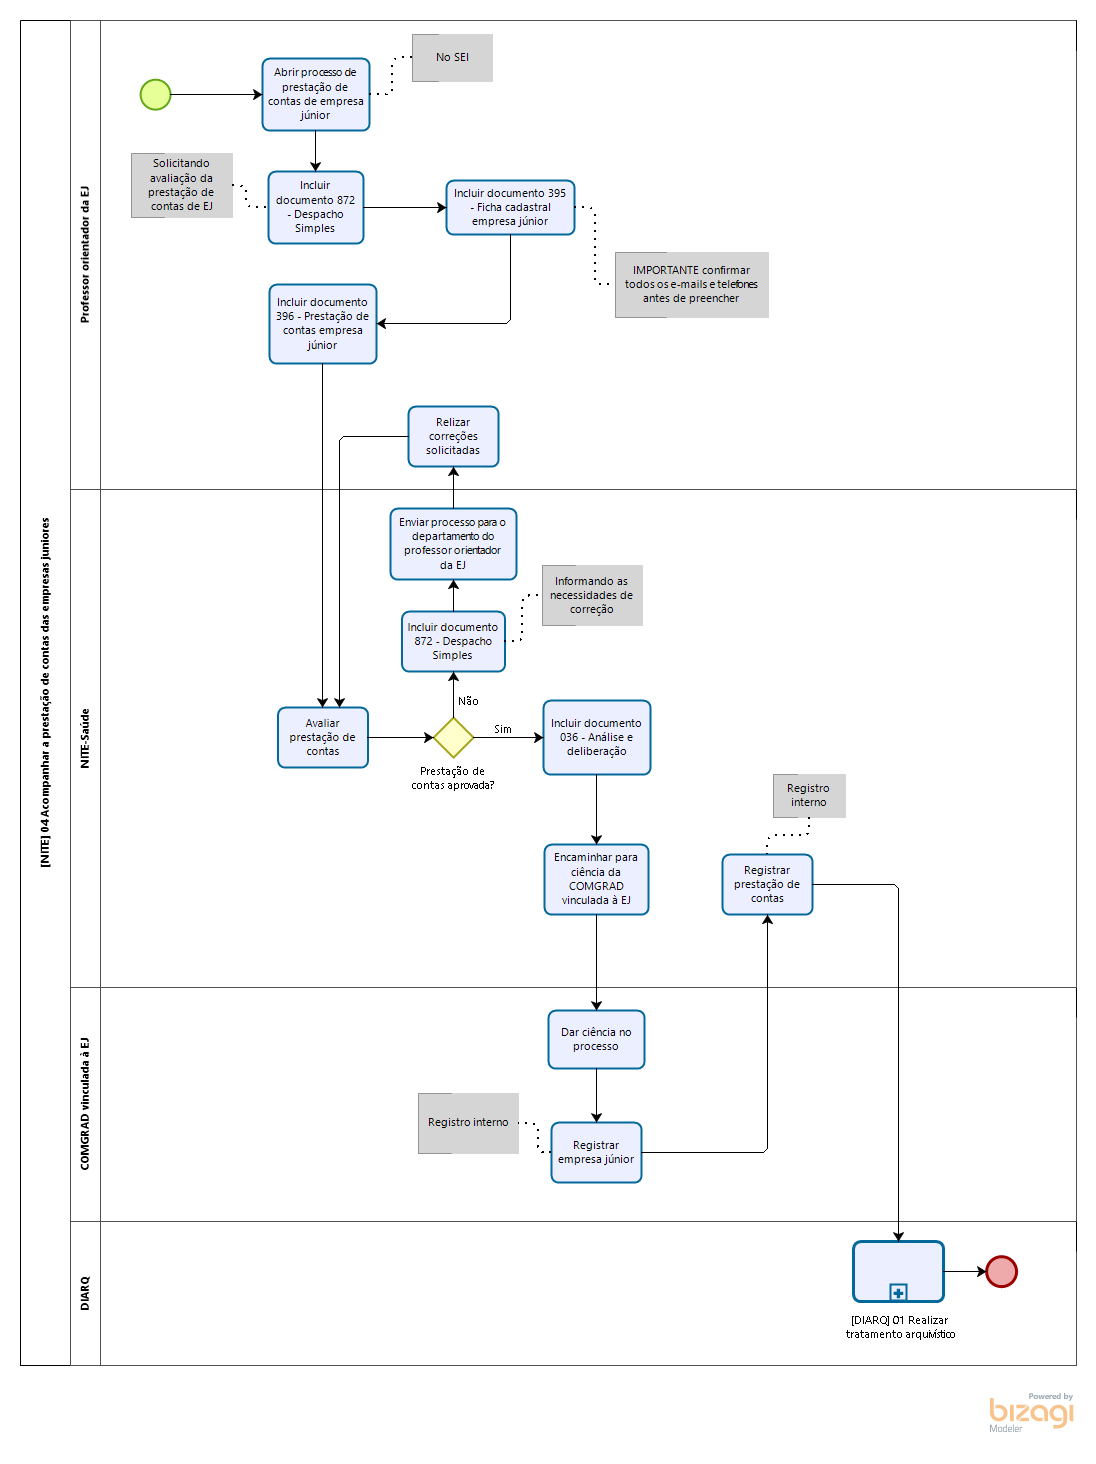 [NITE] 04 Acompanhar a prestação de contas das empresas juniores
Professor orientador da EJ
No SEI
Abrir processo de
prestação de
contas de empresa
júnior
Solicitando
avaliação da
prestação de
contas de EJ
Incluir
documento 872
- Despacho
Simples
Incluir documento 395
- Ficha cadastral
empresa júnior
IMPORTANTE confirmar
todos os e-mails e telefones
antes de preencher
Incluir documento
396 - Prestação de
contas empresa
júnior
Relizar
correções
solicitadas
NITE-Saúde
Enviar processo para o
departamento do
professor orientador
da EJ
Informando as
necessidades de
correção
Incluir documento
872 - Despacho
Simples
Não
Avaliar
prestação de
contas
Sim
Prestação de
contas aprovada?
Incluir documento
036 - Análise e
deliberação
Registro
interno
Encaminhar para
ciência da
COMGRAD
vinculada à EJ
Registrar
prestação de
contas
COMGRAD vinculada à EJ
Dar ciência no
processo
Registro interno
Registrar
empresa júnior
DIARQ
[DIARQ] 01 Realizar
tratamento arquivístico
Powered by
bizagi
Modeler